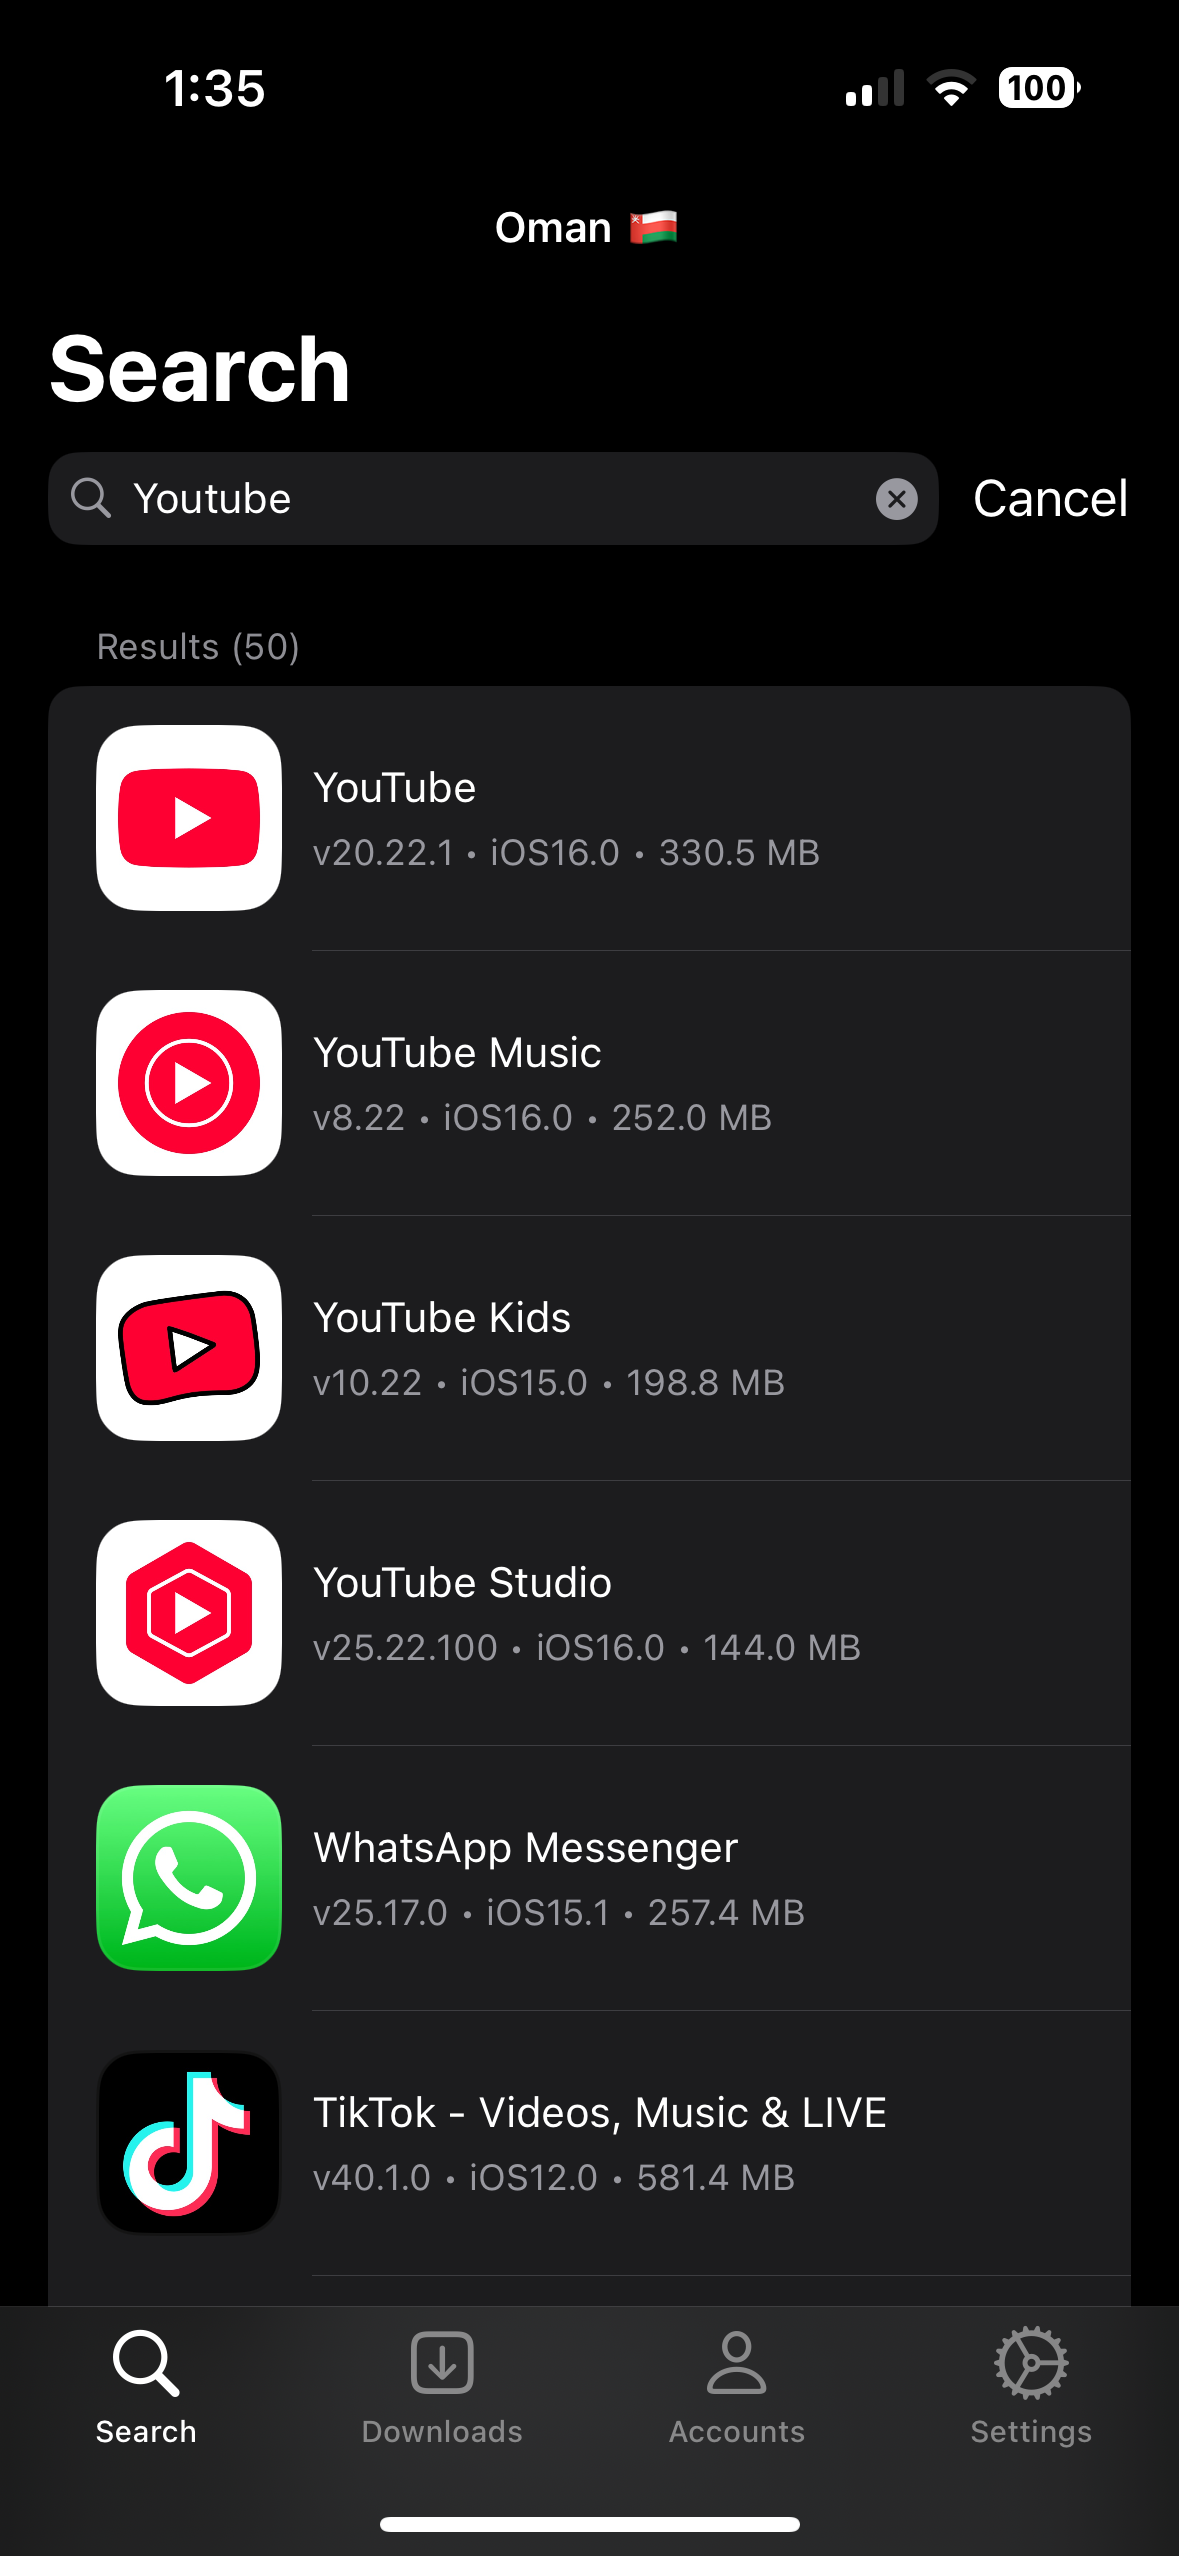 1:35
100
Oman 🇴🇲
Search
Youtube
Cancel
Results (50)
YouTube
v20.22.1 • iOS16.0 • 330.5 MB
YouTube Music
v8.22 • iOS16.0 • 252.0 MB
YouTube Kids
v10.22 • iOS15.0 • 198.8 MB
YouTube Studio
v25.22.100 • iOS16.0 • 144.0 MB
WhatsApp Messenger
v25.17.0 • iOS15.1 • 257.4 MB
TikTok - Videos, Music & LIVE
v40.1.0 • iOS12.0 • 581.4 MB
Search
Downloads
Accounts
Settings